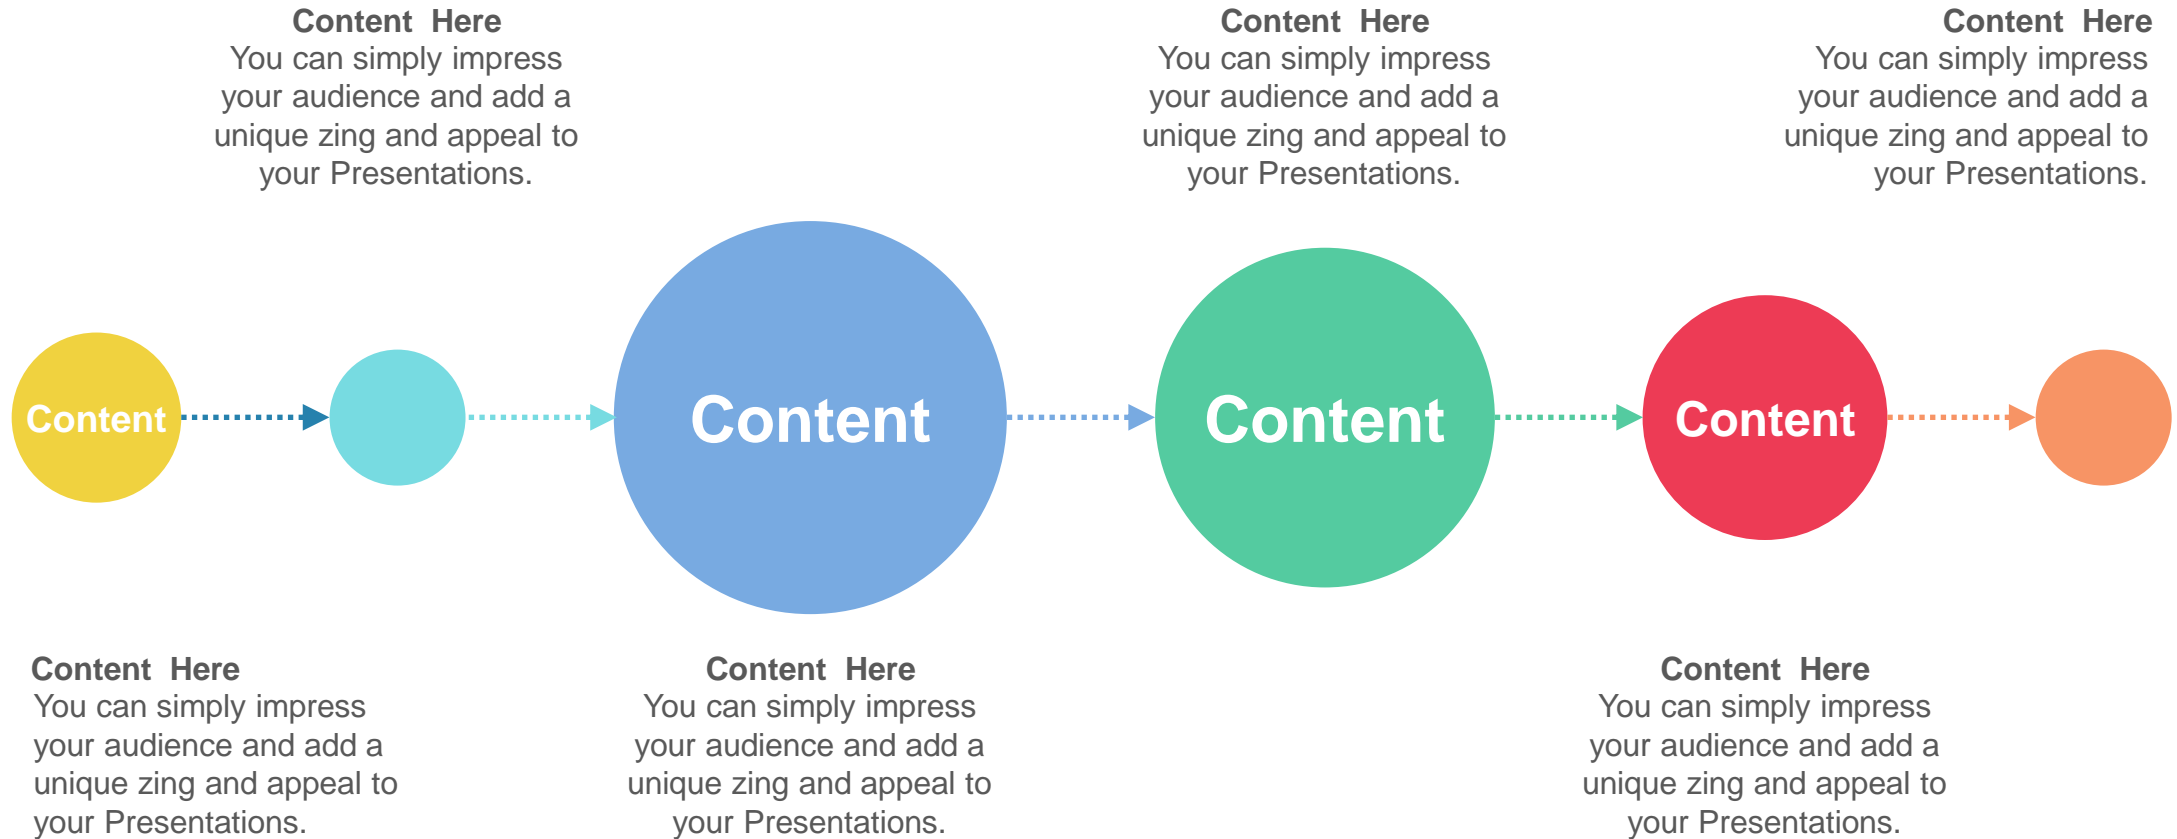 Content Here
You can simply impress
your audience and add a
unique zing and appeal to
your Presentations.
Content Here
You can simply impress
your audience and add a
unique zing and appeal to
your Presentations.
Content Here
You can simply impress
your audience and add a
unique zing and appeal to
your Presentations.
Content
Content
Content
Content
Content Here
You can simply impress
your audience and add a
unique zing and appeal to
your Presentations.
Content Here
You can simply impress
your audience and add a
unique zing and appeal to
your Presentations.
Content Here
You can simply impress
your audience and add a
unique zing and appeal to
your Presentations.